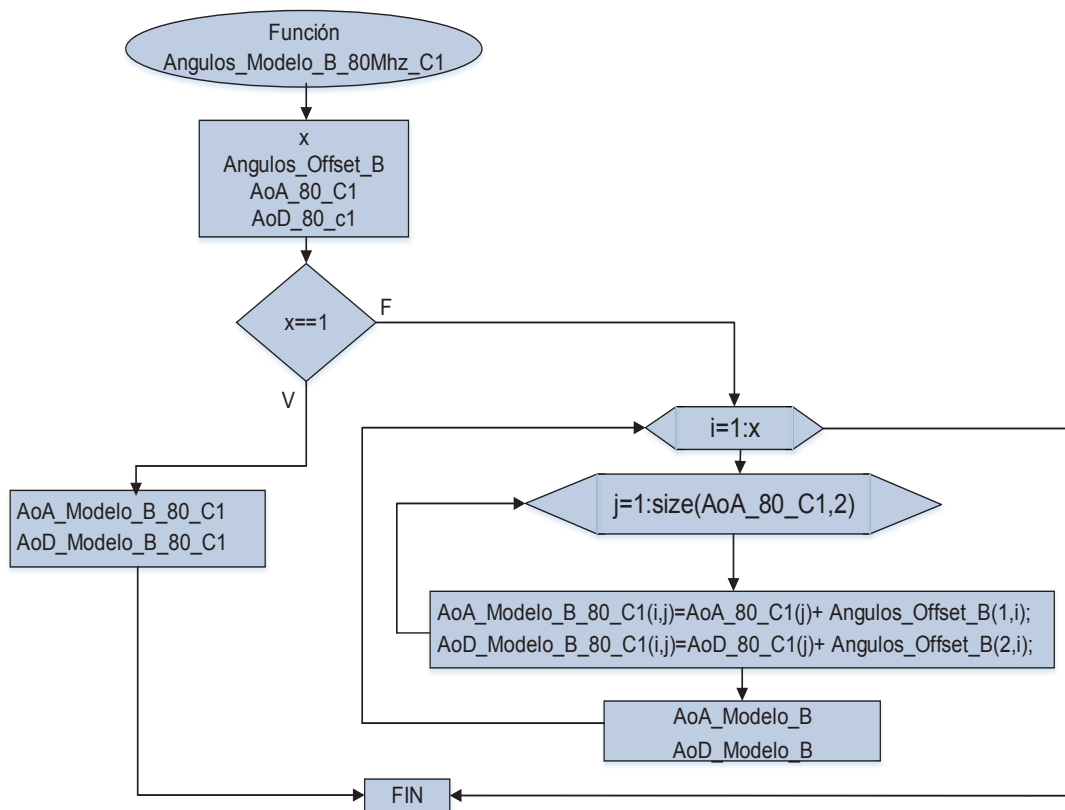 Función
Angulos_Modelo_B_80Mhz_C1
x
Angulos_Offset_B
AoA_80_C1
AoD_80_c1
x==1
F
V
i=1:x
j=1:size(AoA_80_C1,2)
AoA_Modelo_B_80_C1
AoD_Modelo_B_80_C1
AoA_Modelo_B_80_C1(i,j)=AoA_80_C1(j)+ Angulos_Offset_B(1,i);
AoD_Modelo_B_80_C1(i,j)=AoD_80_C1(j)+ Angulos_Offset_B(2,i);
AoA_Modelo_B
AoD_Modelo_B
FIN